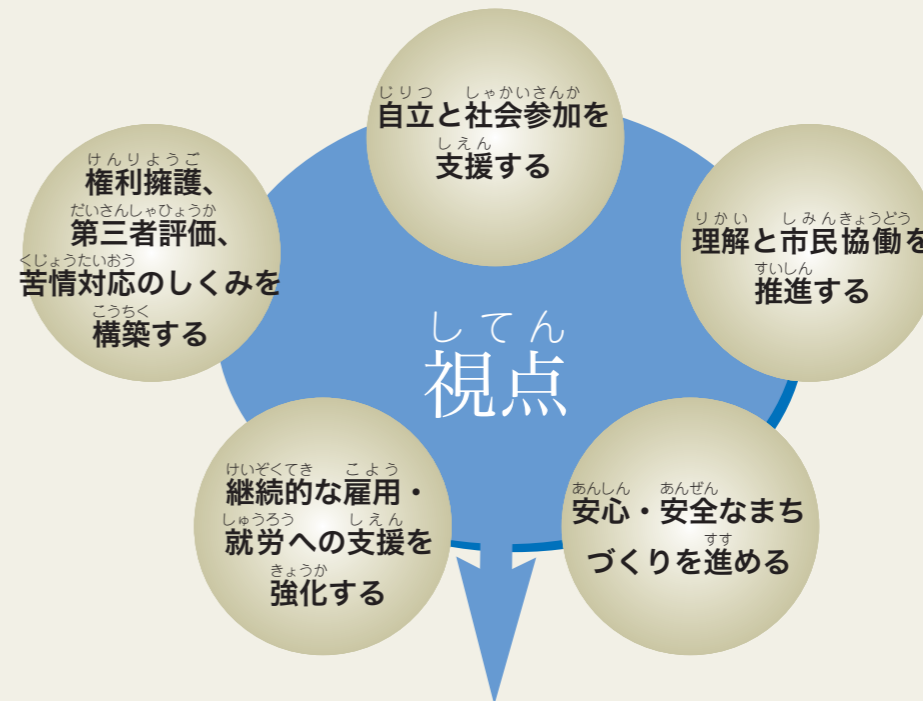 じりつ しゃかいさんか
自立と社会参加を
しえん
支援する
けんりようご
権利擁護、
だいさんしゃひょうか
第三者評価、
くじょうたいおう
苦情対応のしくみを
こうちく
構築する
りかい しみんきょうどう
理解と市民協働を
すいしん
推進する
してん
視点
けいぞくてき こよう
継続的な雇用・
しゅうろう しえん
就労への支援を
きょうか
強化する
あんしん あんぜん
安心・安全なまち
すす
づくりを進める